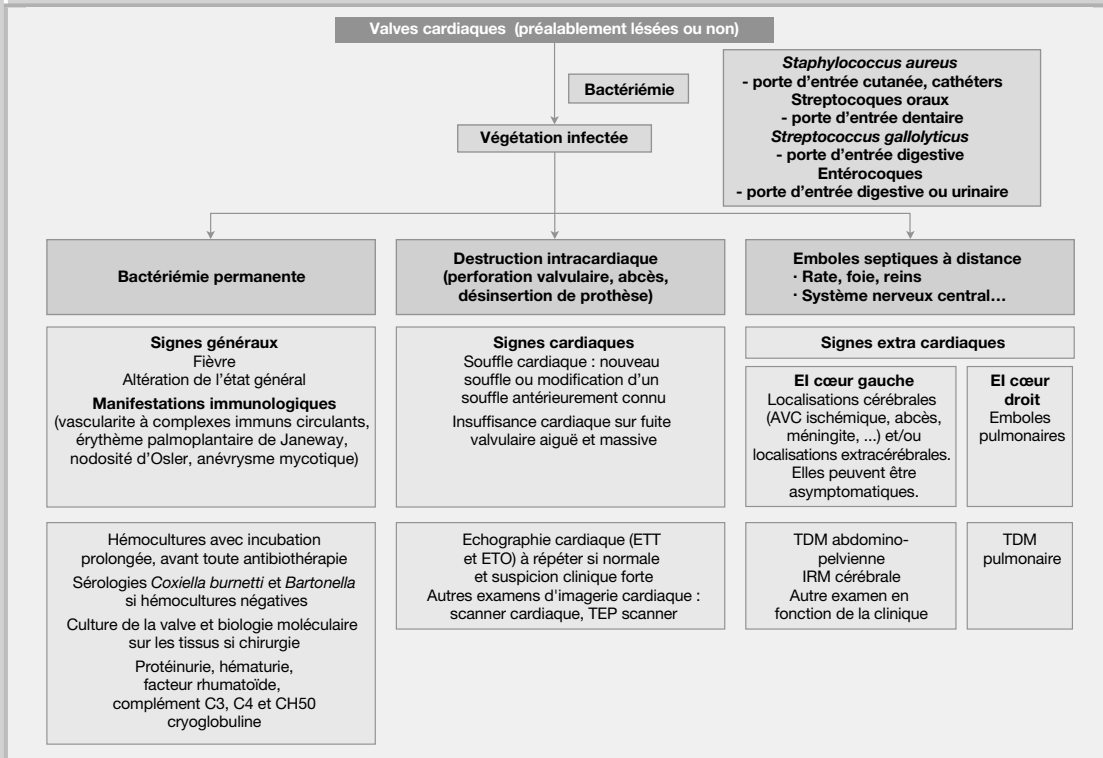 Valves cardiaques (préalablement lésées ou non)
Bactériémie
Végétation infectée
Staphylococcus aureus
- porte d'entrée cutanée, cathéters
Streptocoques oraux
- porte d'entrée dentaire
Streptococcus gallolyticus
- porte d'entrée digestive
Entérocoques
- porte d'entrée digestive ou urinaire
Bactériémie permanente
Destruction intracardiaque
(perforation valvulaire, abcès,
désinsertion de prothèse)
Emboles septiques à distance
· Rate, foie, reins
· Système nerveux central...
Signes généraux
Fièvre
Altération de l'état général
Manifestations immunologiques
(vascularite à complexes immuns circulants,
érythème palmoplantaire de Janeway,
nodosité d'Osler, anévrysme mycotique)
Signes cardiaques
Souffle cardiaque : nouveau
souffle ou modification d'un
souffle antérieurement connu
Insuffisance cardiaque sur fuite
valvulaire aiguë et massive
Signes extra cardiaques
EI cœur gauche
Localisations cérébrales
(AVC ischémique, abcès,
méningite, ...) et/ou
localisations extracérébrales.
Elles peuvent être
asymptomatiques.
EI cœur
droit
Emboles
pulmonaires
Hémocultures avec incubation
prolongée, avant toute antibiothérapie
Sérologies Coxiella burnetti et Bartonella
si hémocultures négatives
Culture de la valve et biologie moléculaire
sur les tissus si chirurgie
Protéinurie, hématurie,
facteur rhumatoïde,
complément C3, C4 et CH50
cryoglobuline
Echographie cardiaque (ETT
et ETO) à répéter si normale
et suspicion clinique forte
Autres examens d'imagerie cardiaque :
scanner cardiaque, TEP scanner
TDM abdomino-
pelvienne
IRM cérébrale
Autre examen en
fonction de la clinique
TDM
pulmonaire